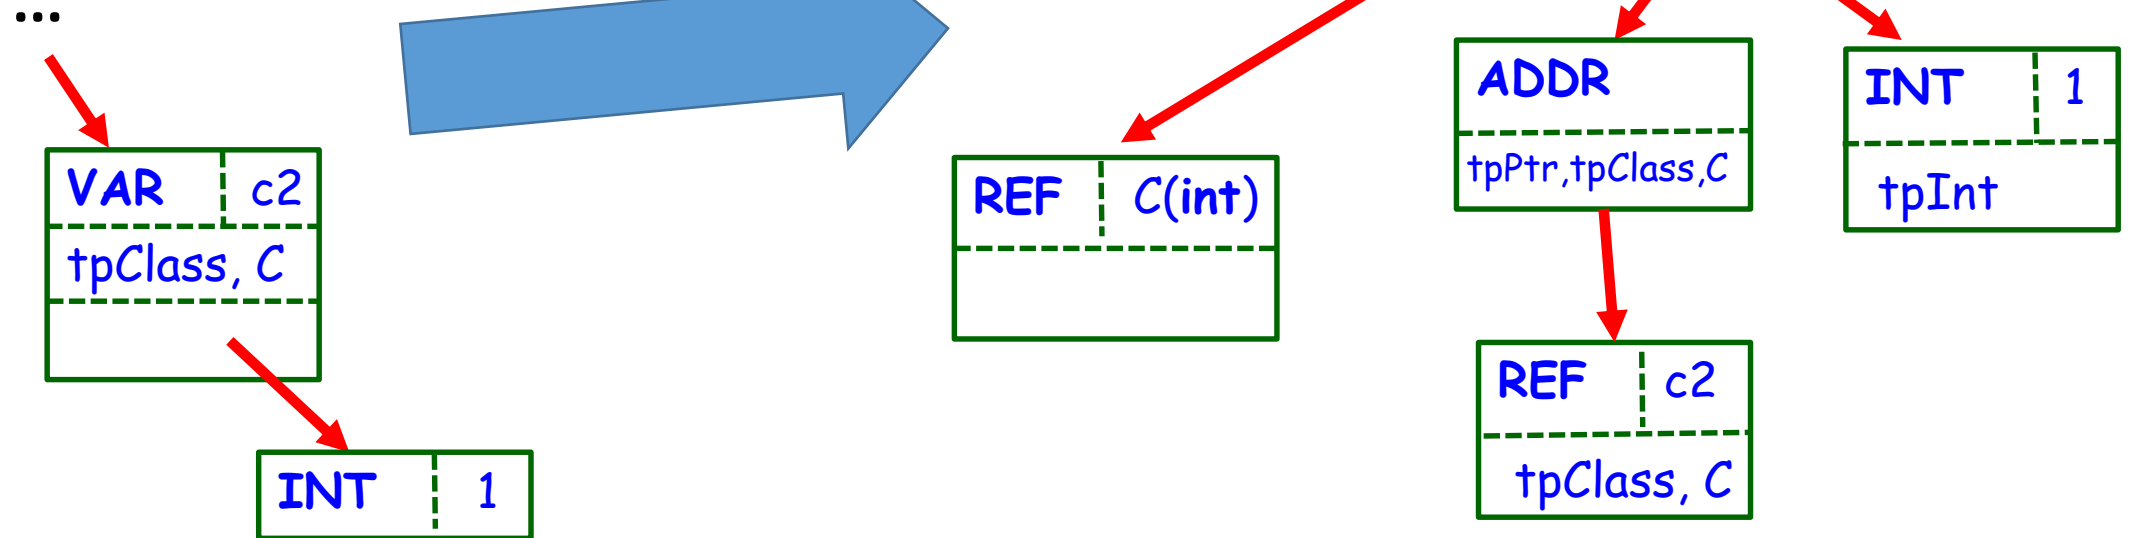 ...
VAR c2
tpClass, C
INT 1
REF C(int)
ADDR
tpPtr,tpClass,C
REF c2
tpClass, C
INT 1
tpInt